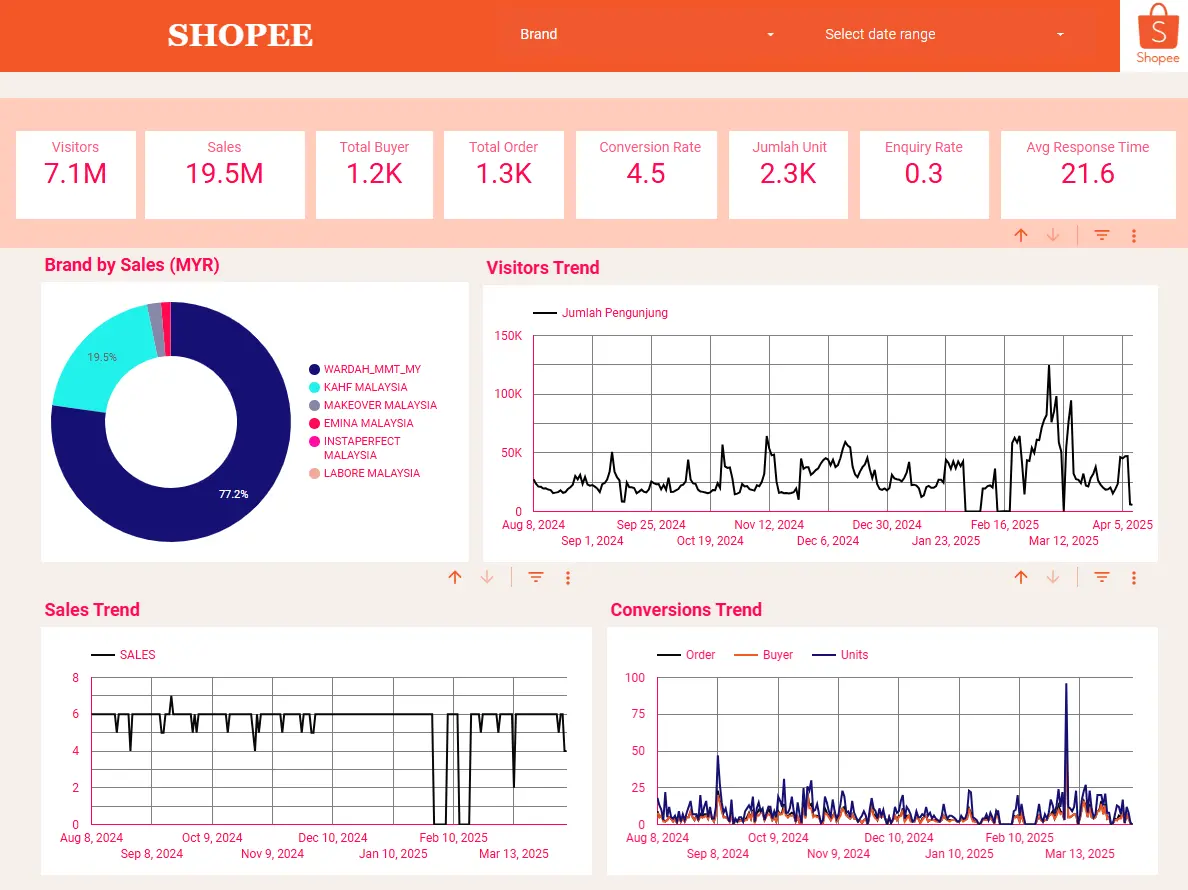 SHOPEE
Brand
Select date range
S
Shopee
Visitors
7.1M
Sales
19.5M
Total Buyer
1.2K
Total Order
1.3K
Conversion Rate
4.5
Jumlah Unit
2.3K
Enquiry Rate
0.3
Avg Response Time
21.6
Brand by Sales (MYR)
19.5%
77.2%
WARDAH_MMT_MY
KAHF MALAYSIA
MAKEOVER MALAYSIA
EMINA MALAYSIA
INSTAPERFECT
MALAYSIA
LABORE MALAYSIA
Visitors Trend
Jumlah Pengunjung
150K
100K
50K
0
Aug 8, 2024 Sep 25, 2024 Nov 12, 2024 Dec 30, 2024 Feb 16, 2025 Apr 5, 2025
Sep 1, 2024 Oct 19, 2024 Dec 6, 2024 Jan 23, 2025 Mar 12, 2025
Sales Trend
SALES
8
6
4
2
0
Aug 8, 2024 Oct 9, 2024 Dec 10, 2024 Feb 10, 2025
Sep 8, 2024 Nov 9, 2024 Jan 10, 2025 Mar 13, 2025
Conversions Trend
Order Buyer Units
100
75
50
25
0
Aug 8, 2024 Oct 9, 2024 Dec 10, 2024 Feb 10, 2025
Sep 8, 2024 Nov 9, 2024 Jan 10, 2025 Mar 13, 2025